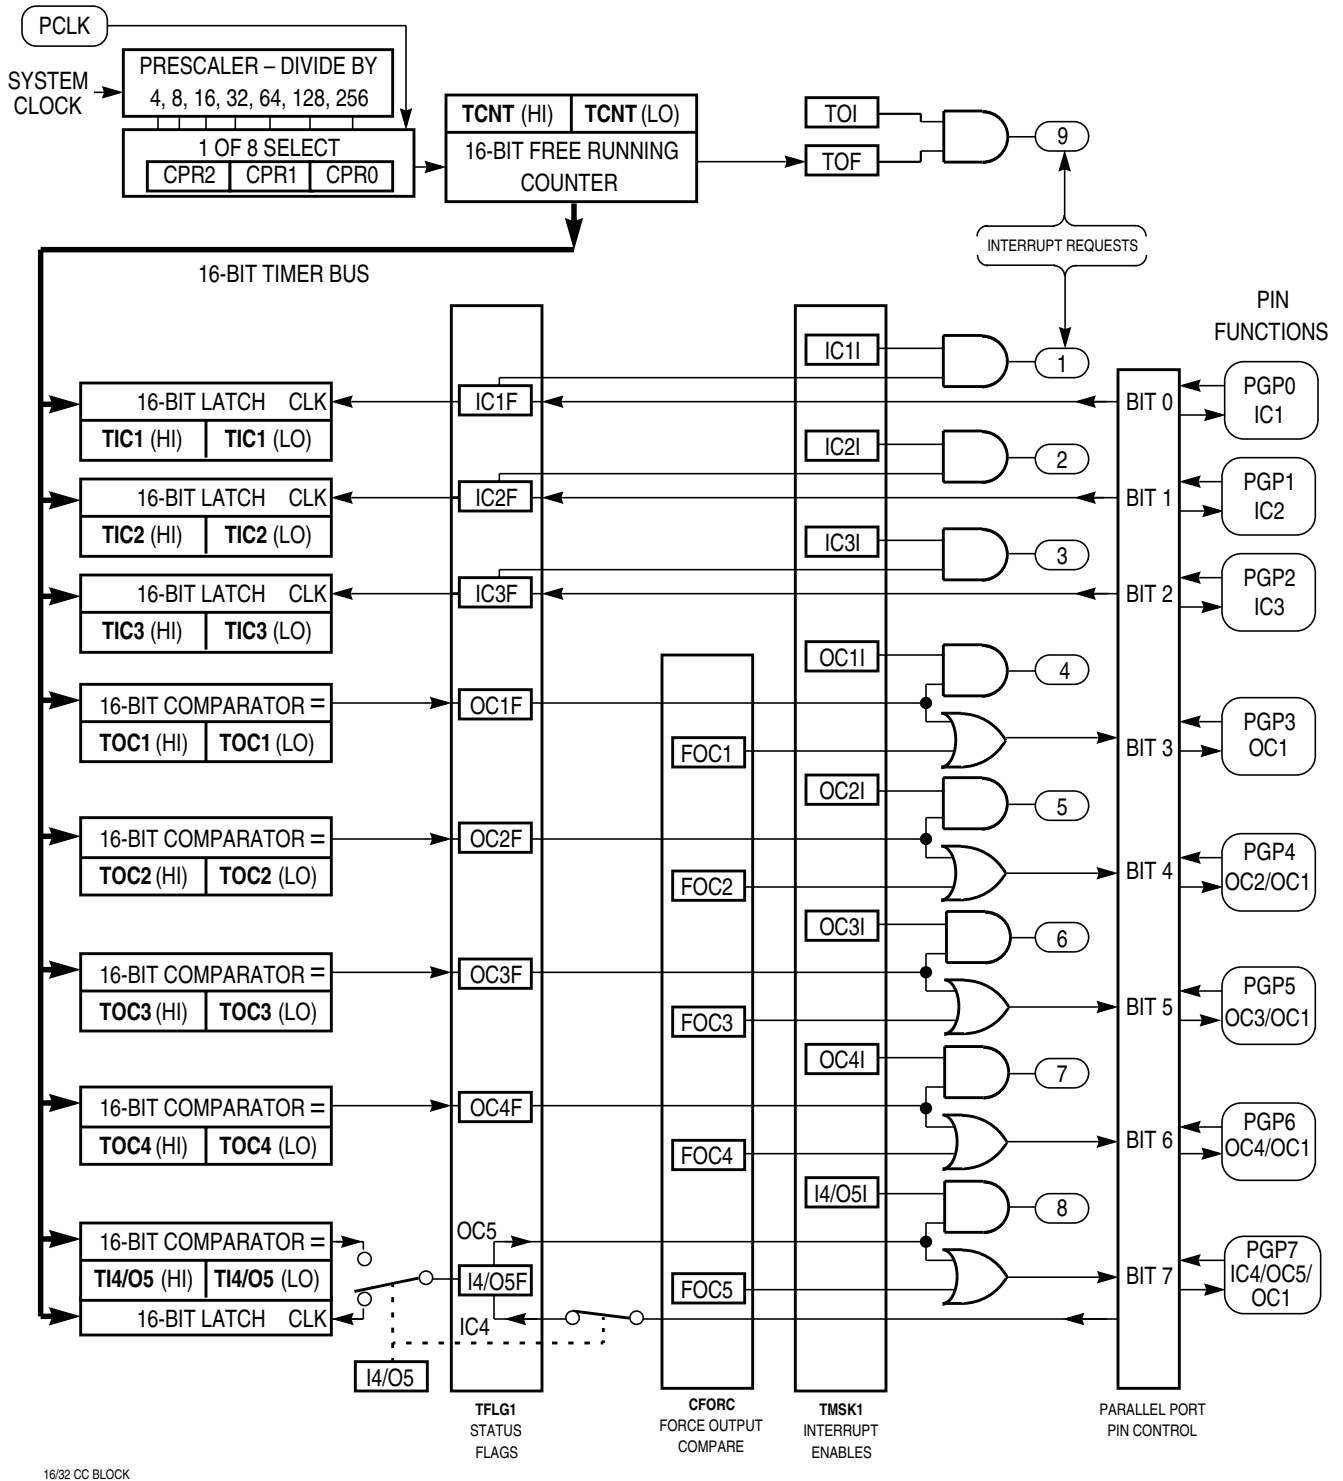 PCLK
SYSTEM
CLOCK
PRESCALER – DIVIDE BY
4, 8, 16, 32, 64, 128, 256
1 OF 8 SELECT
CPR2 CPR1 CPR0
TCNT (HI) TCNT (LO)
16-BIT FREE RUNNING
COUNTER
TOI
TOF
9
INTERRUPT REQUESTS
16-BIT TIMER BUS
PIN
FUNCTIONS
IC1I
1
16-BIT LATCH CLK
TIC1 (HI) TIC1 (LO)
IC1F
BIT 0
PGP0
IC1
IC2I
2
16-BIT LATCH CLK
TIC2 (HI) TIC2 (LO)
IC2F
BIT 1
PGP1
IC2
IC3I
3
16-BIT LATCH CLK
TIC3 (HI) TIC3 (LO)
IC3F
BIT 2
PGP2
IC3
OC1I
4
16-BIT COMPARATOR =
TOC1 (HI) TOC1 (LO)
OC1F
FOC1
BIT 3
PGP3
OC1
OC2I
5
16-BIT COMPARATOR =
TOC2 (HI) TOC2 (LO)
OC2F
FOC2
BIT 4
PGP4
OC2/OC1
OC3I
6
16-BIT COMPARATOR =
TOC3 (HI) TOC3 (LO)
OC3F
FOC3
BIT 5
PGP5
OC3/OC1
OC4I
7
16-BIT COMPARATOR =
TOC4 (HI) TOC4 (LO)
OC4F
FOC4
BIT 6
PGP6
OC4/OC1
I4/O5I
8
16-BIT COMPARATOR =
TI4/O5 (HI) TI4/O5 (LO)
16-BIT LATCH CLK
OC5
I4/O5F
IC4
FOC5
BIT 7
PGP7
IC4/OC5/
OC1
I4/O5
TFLG1
STATUS
FLAGS
CFORC
FORCE OUTPUT
COMPARE
TMSK1
INTERRUPT
ENABLES
PARALLEL PORT
PIN CONTROL
16/32 CC BLOCK